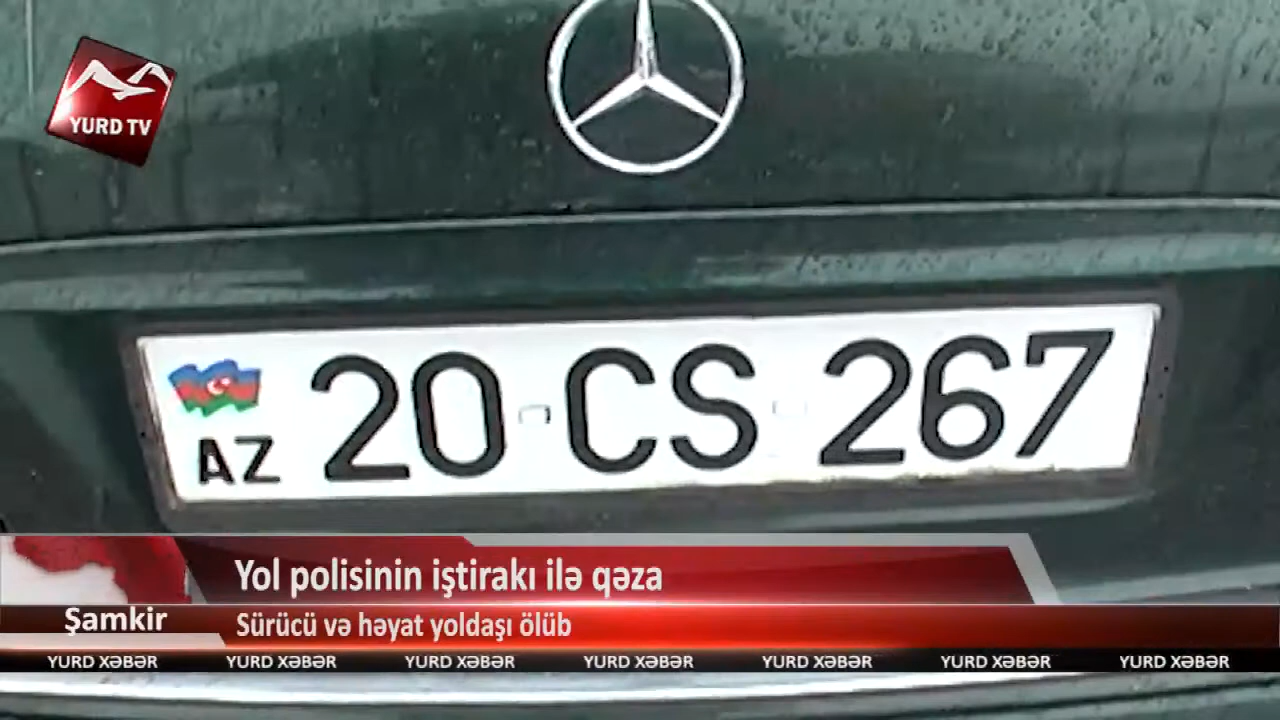 YURD TV
AZ 20 CS 267
Yol polisinin iştirakı ilə qəza
Şamkir
Sürücü və həyat yoldaşı ölüb
YURD XƏBƏR YURD XƏBƏR YURD XƏBƏR YURD XƏBƏR YURD XƏBƏR YURD XƏBƏR YURD XƏBƏR